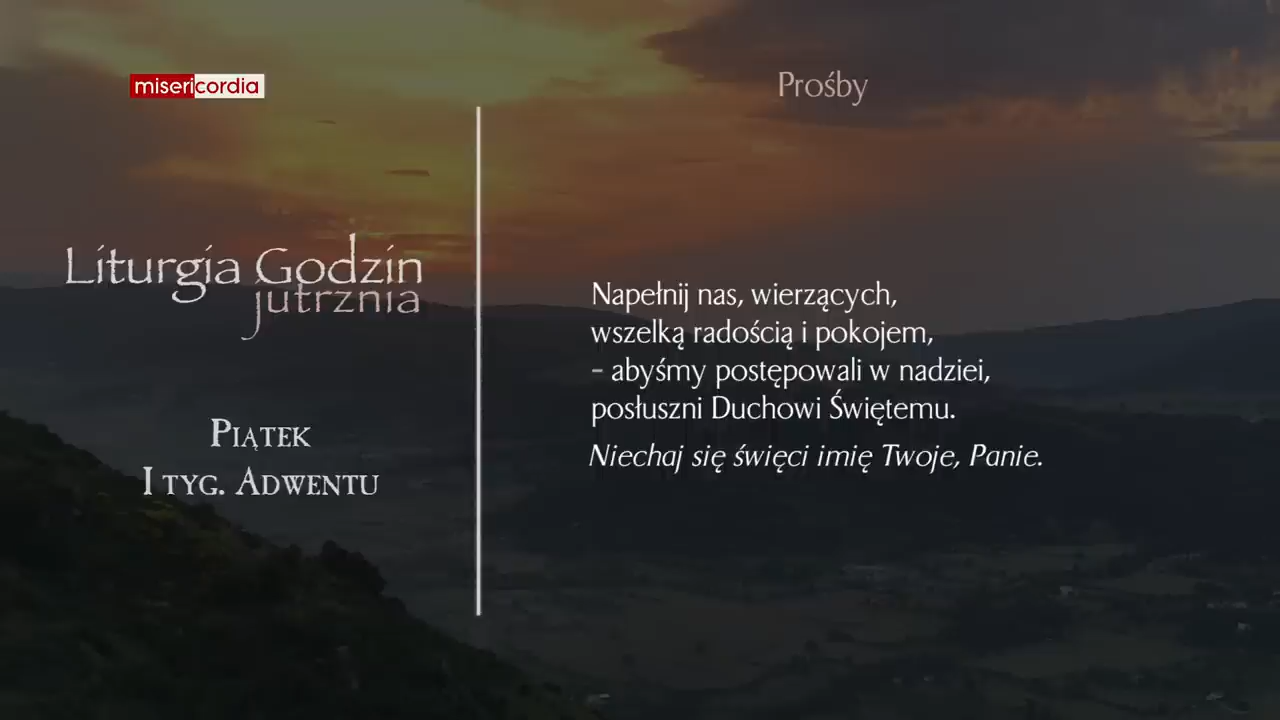 misericordia
Prośby
Liturgia Godzin
jutrznia
Piątek
I tyg. Adwentu
Napełnij nas, wierzących,
wszelką radością i pokojem,
- abyśmy postępowali w nadziei,
posłuszni Duchowi Świętemu.
Niechaj się święci imię Twoje, Panie.